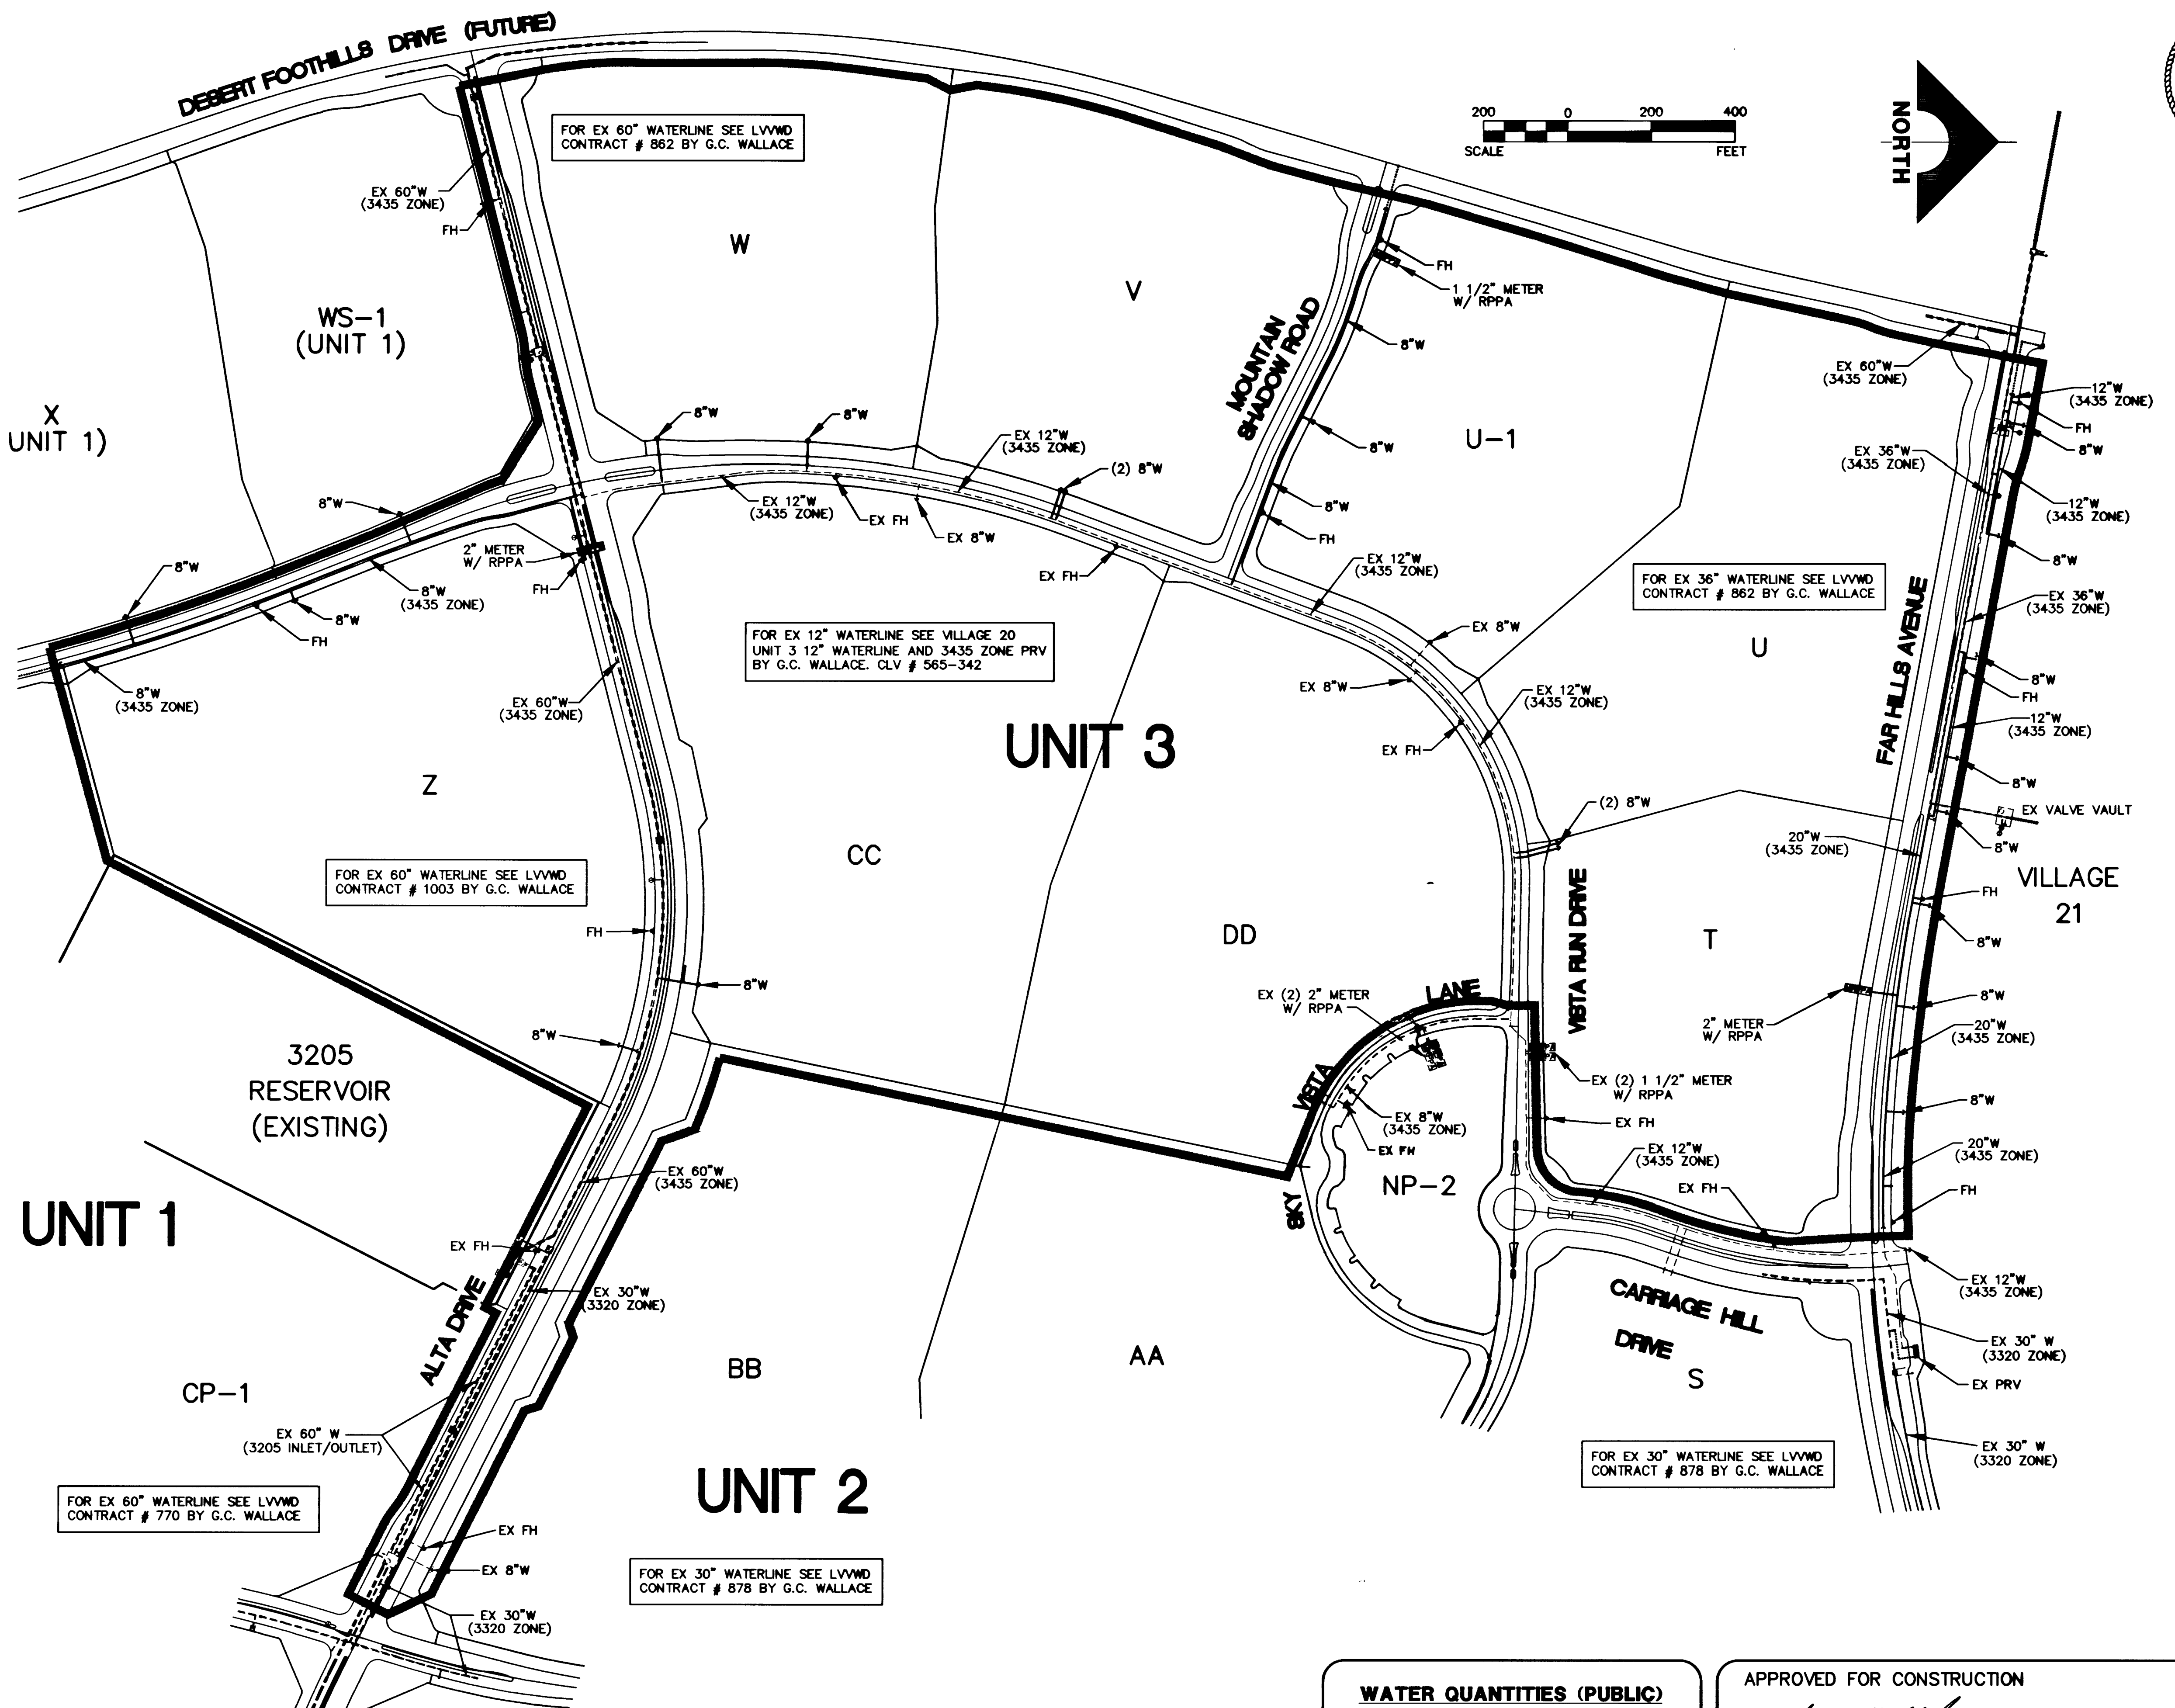 DESERT FOOTHILLS DRIVE (FUTURE)
FOR EX 60" WATERLINE SEE LVVWD
CONTRACT # 862 BY G.C. WALLACE
200 0 200 400
SCALE FEET
NORTH
EX 60"W
(3435 ZONE)
FH
W
V
FH
1 1/2" METER
W/ RPPA
WS-1
(UNIT 1)
MOUNTAIN
SHADOW ROAD
8"W
EX 60"W
(3435 ZONE)
12"W
(3435 ZONE)
FH
8"W
X
UNIT 1)
8"W
8"W
EX 12"W
(3435 ZONE)
8"W
U-1
EX 36"W
(3435 ZONE)
(2) 8"W
8"W
EX 12"W
(3435 ZONE)
EX FH
EX 8"W
8"W
FH
12"W
(3435 ZONE)
8"W
2" METER
W/ RPPA
FH
EX FH
EX 12"W
(3435 ZONE)
8"W
8"W
(3435 ZONE)
8"W
FH
FOR EX 36" WATERLINE SEE LVVWD
CONTRACT # 862 BY G.C. WALLACE
EX 36"W
(3435 ZONE)
FOR EX 12" WATERLINE SEE VILLAGE 20
UNIT 3 12" WATERLINE AND 3435 ZONE PRV
BY G.C. WALLACE. CLV # 565-342
EX 8"W
U
FAR HILLS AVENUE
8"W
FH
8"W
(3435 ZONE)
EX 60"W
(3435 ZONE)
EX 8"W
EX 12"W
(3435 ZONE)
12"W
(3435 ZONE)
UNIT 3
EX FH
Z
8"W
(2) 8"W
EX VALVE VAULT
20"W
(3435 ZONE)
8"W
CC
FOR EX 60" WATERLINE SEE LVVWD
CONTRACT # 1003 BY G.C. WALLACE
VILLAGE
21
FH
FH
DD
VISTA RUN DRIVE
T
8"W
8"W
EX (2) 2" METER
W/ RPPA
LANE
8"W
8"W
2" METER
W/ RPPA
20"W
(3435 ZONE)
3205
RESERVOIR
(EXISTING)
VISTA
EX (2) 1 1/2" METER
W/ RPPA
8"W
EX 8"W
(3435 ZONE)
EX FH
EX FH
EX 12"W
(3435 ZONE)
20"W
(3435 ZONE)
EX 60"W
(3435 ZONE)
NP-2
EX FH
FH
SKY
UNIT 1
EX FH
EX 30"W
(3320 ZONE)
EX 12"W
(3435 ZONE)
CARRIAGE HILL
DRIVE
ALTA DRIVE
EX 30" W
(3320 ZONE)
BB
AA
S
EX PRV
CP-1
EX 60" W
(3205 INLET/OUTLET)
EX 30" W
(3320 ZONE)
FOR EX 30" WATERLINE SEE LVVWD
CONTRACT # 878 BY G.C. WALLACE
UNIT 2
FOR EX 60" WATERLINE SEE LVVWD
CONTRACT # 770 BY G.C. WALLACE
EX FH
EX 8"W
FOR EX 30" WATERLINE SEE LVVWD
CONTRACT # 878 BY G.C. WALLACE
EX 30"W
(3320 ZONE)
WATER QUANTITIES (PUBLIC)
APPROVED FOR CONSTRUCTION